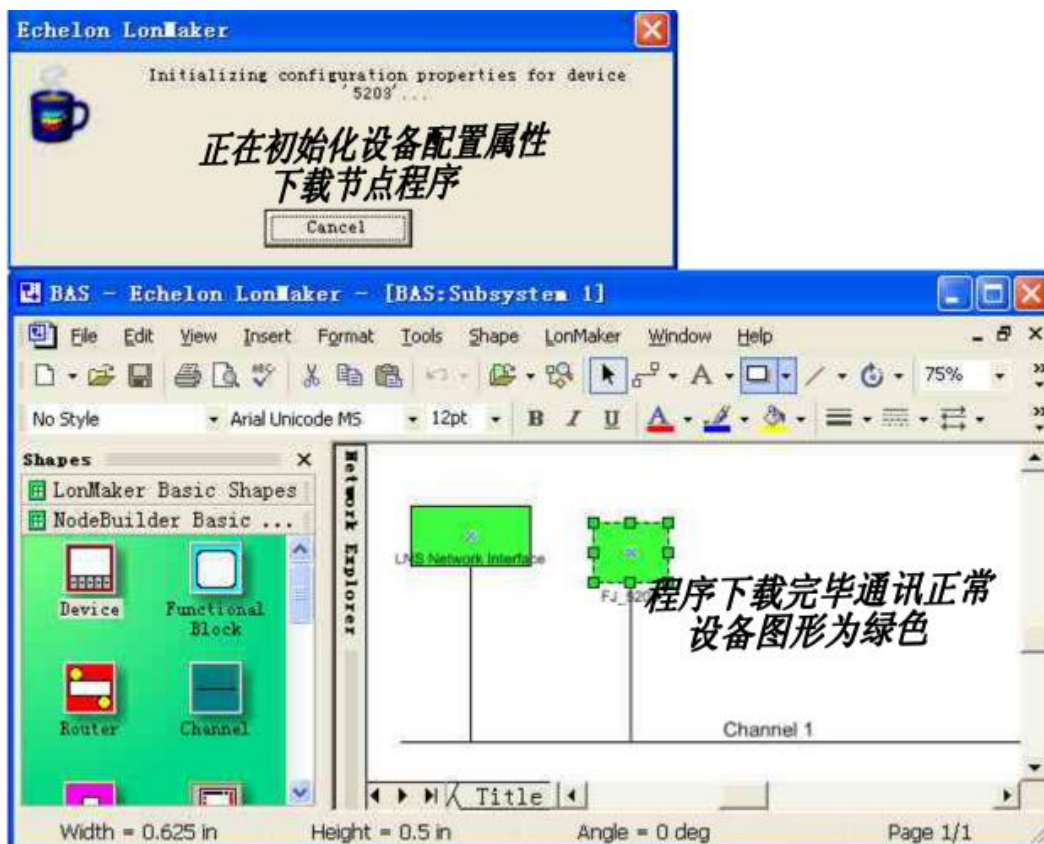 Echelon LonMaker
Initializing configuration properties for device
'5203'...
正在初始化设备配置属性
下载节点程序
Cancel
BAS - Echelon LonMaker - [BAS:Subsystem 1]
File Edit View Insert Format Tools Shape LonMaker Window Help
75%
No Style Arial Unicode MS 12pt B I U A
Shapes
LonMaker Basic Shapes
NodeBuilder Basic ...
Device
Functional
Block
Router
Channel
Network Explorer
LNS Network Interface
程序下载完毕通讯正常
设备图形为绿色
Channel 1
Title
Width = 0.625 in Height = 0.5 in Angle = 0 deg Page 1/1